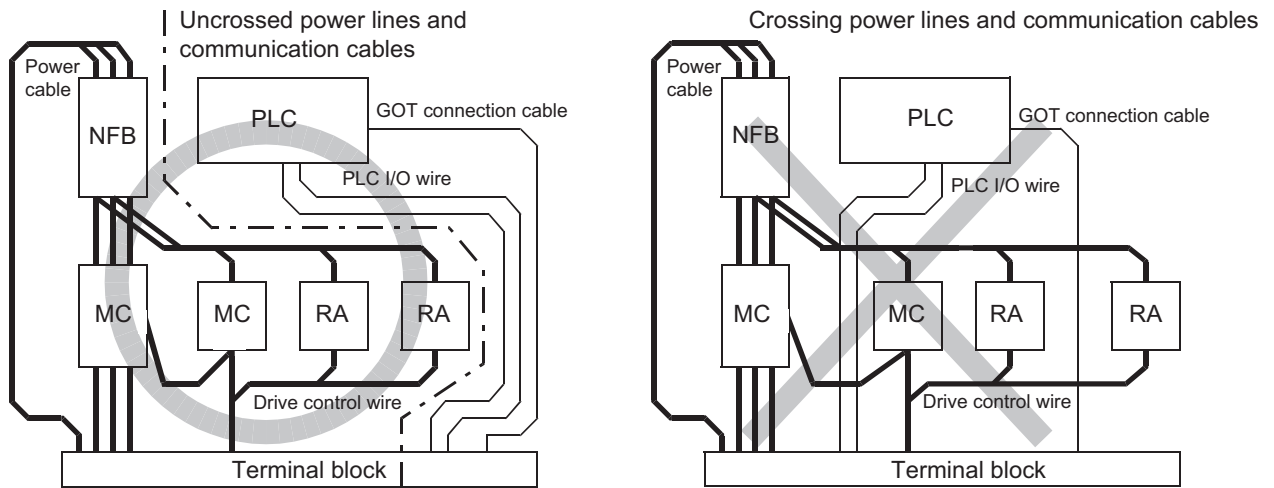 Uncrossed power lines and
communication cables
Power
cable
NFB
PLC
GOT connection cable
PLC I/O wire
MC
MC
RA
RA
Drive control wire
Terminal block
Crossing power lines and communication cables
Power
cable
NFB
PLC
GOT connection cable
PLC I/O wire
MC
MC
RA
RA
Drive control wire
Terminal block